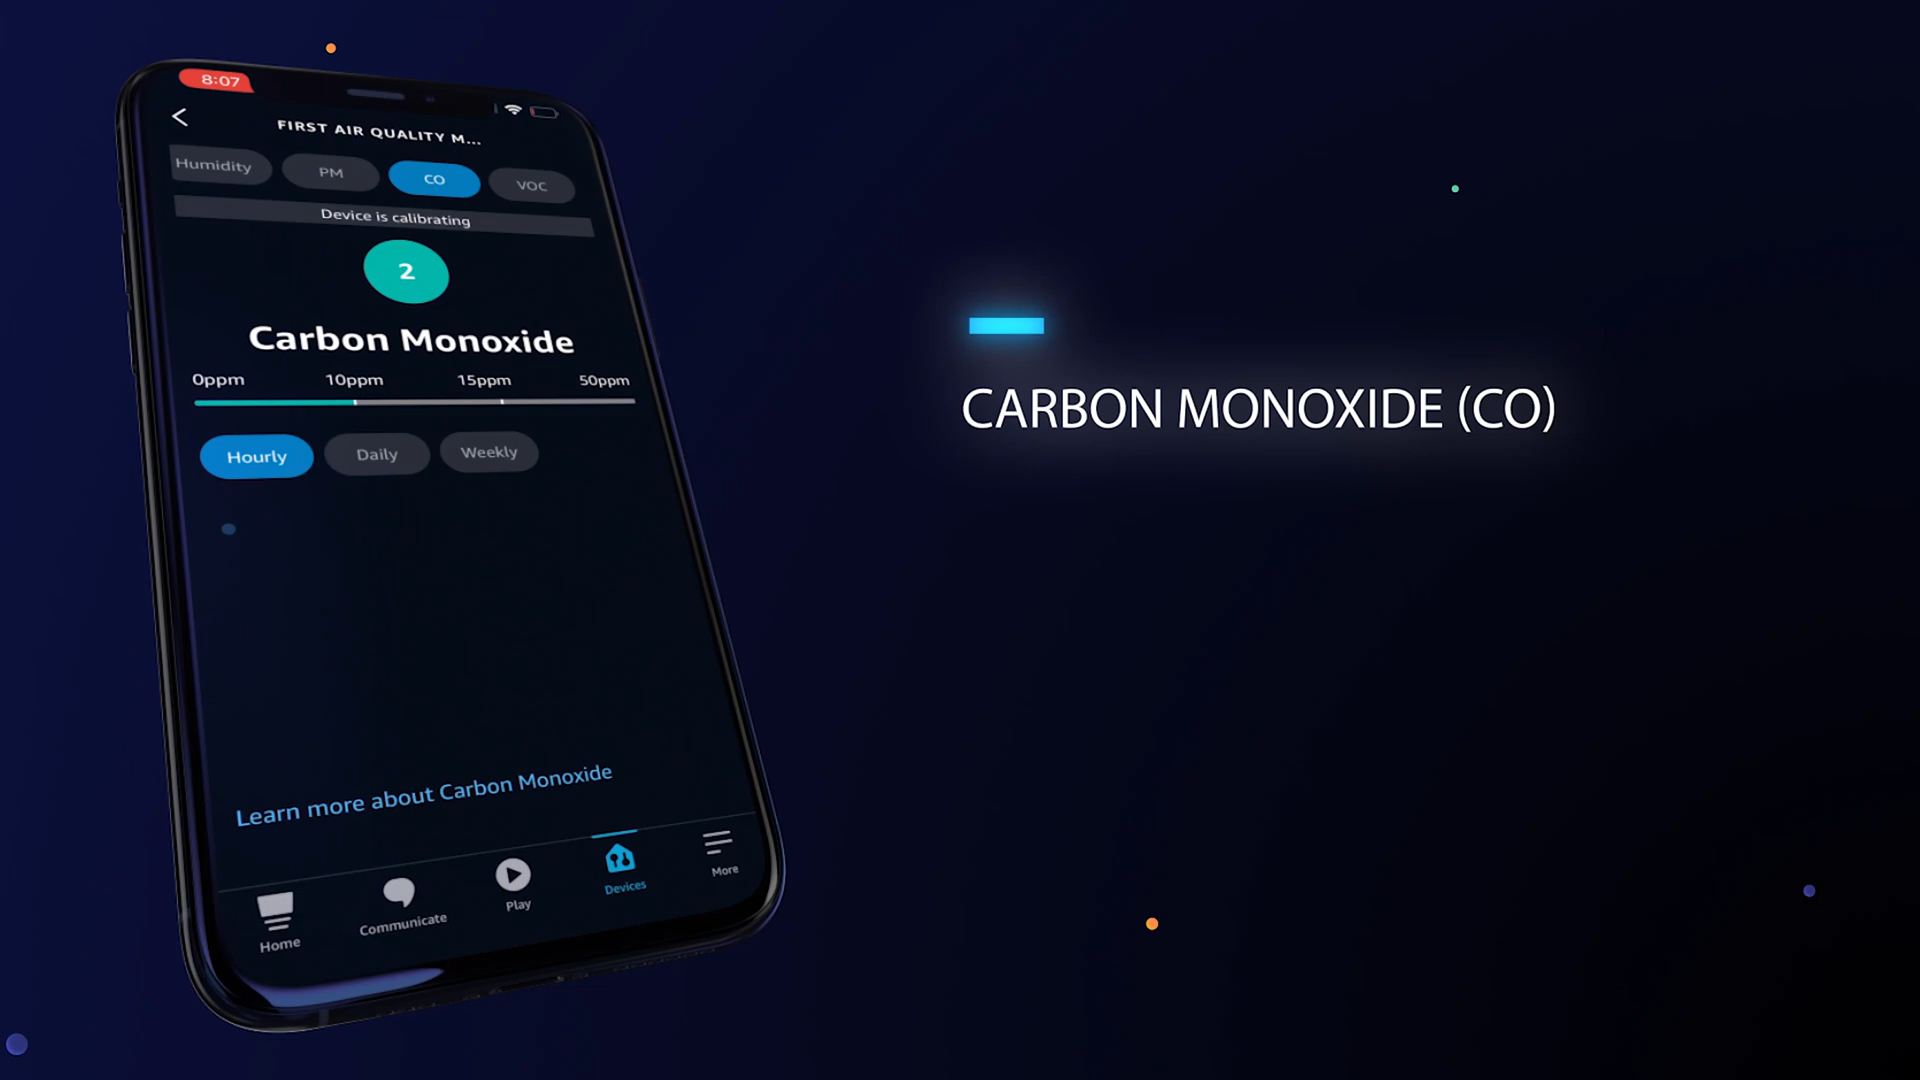 8:07
FIRST AIR QUALITY M...
Humidity PM CO VOC
Device is calibrating
2
Carbon Monoxide
0ppm 10ppm 15ppm 50ppm
Hourly Daily Weekly
Learn more about Carbon Monoxide
Home Communicate Play Devices More
CARBON MONOXIDE (CO)